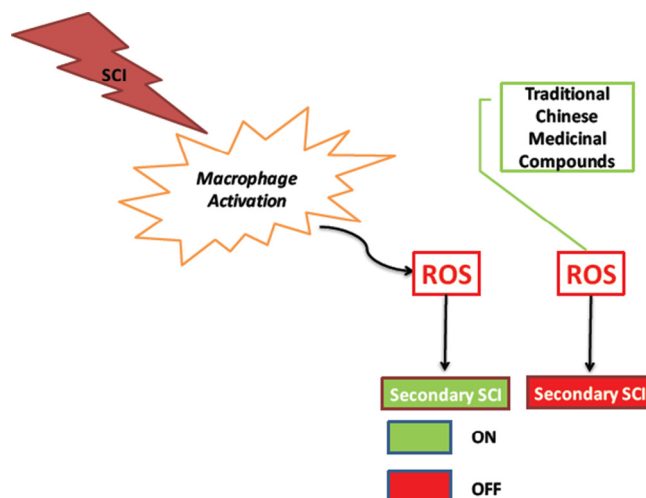 SCI
Traditional
Chinese
Medicinal
Compounds
Macrophage
Activation
ROS
ROS
Secondary SCI
Secondary SCI
ON
OFF